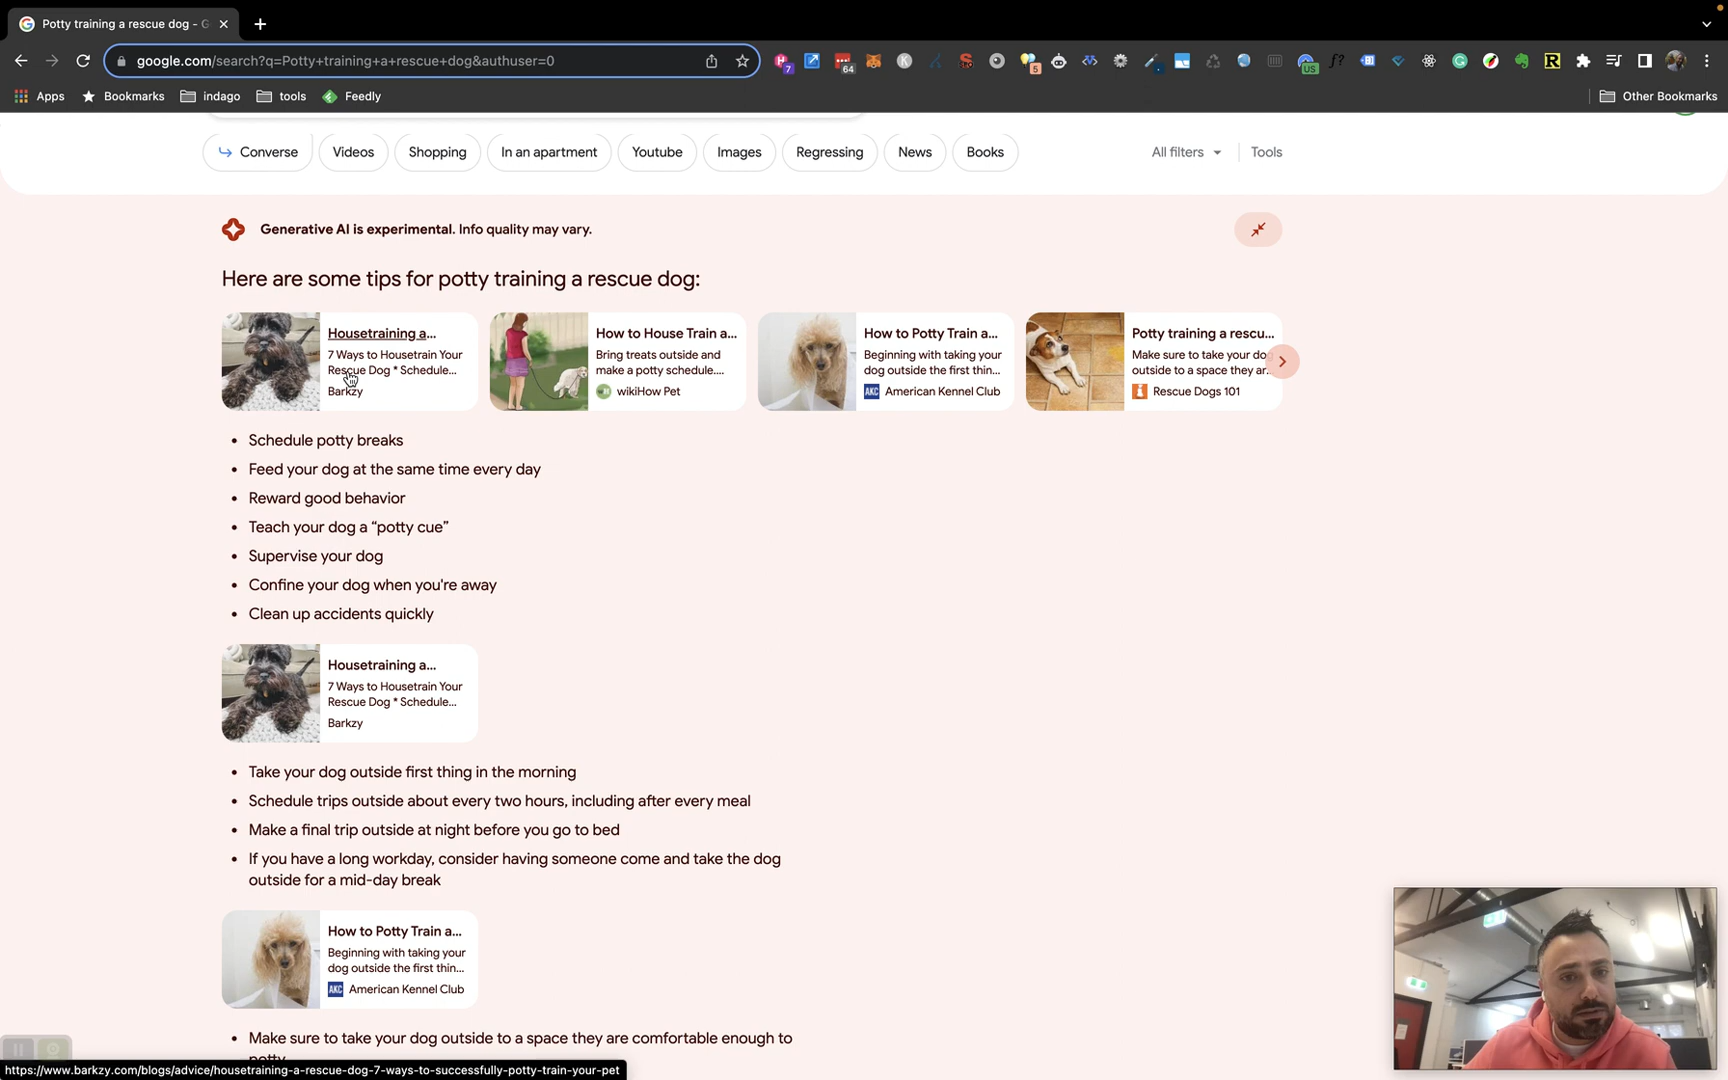 Potty training a rescue dog - G
google.com/search?q=Potty+training+a+rescue+dog&authuser=0
7
64
5
US
f?
Apps
Bookmarks
indago
tools
Feedly
Other Bookmarks
Converse
Videos
Shopping
In an apartment
Youtube
Images
Regressing
News
Books
All filters
Tools
Generative AI is experimental. Info quality may vary.
Here are some tips for potty training a rescue dog:
Housetraining a...
7 Ways to Housetrain Your
Rescue Dog * Schedule...
Barkzy
How to House Train a...
Bring treats outside and
make a potty schedule....
wikiHow Pet
How to Potty Train a...
Beginning with taking your
dog outside the first thin...
AKC American Kennel Club
Potty training a rescu...
Make sure to take your dog
outside to a space they ar...
Rescue Dogs 101
• Schedule potty breaks
• Feed your dog at the same time every day
• Reward good behavior
• Teach your dog a “potty cue”
• Supervise your dog
• Confine your dog when you're away
• Clean up accidents quickly
Housetraining a...
7 Ways to Housetrain Your
Rescue Dog * Schedule...
Barkzy
• Take your dog outside first thing in the morning
• Schedule trips outside about every two hours, including after every meal
• Make a final trip outside at night before you go to bed
• If you have a long workday, consider having someone come and take the dog
outside for a mid-day break
How to Potty Train a...
Beginning with taking your
dog outside the first thin...
AKC American Kennel Club
• Make sure to take your dog outside to a space they are comfortable enough to
potty
https://www.barkzy.com/blogs/advice/housetraining-a-rescue-dog-7-ways-to-successfully-potty-train-your-pet